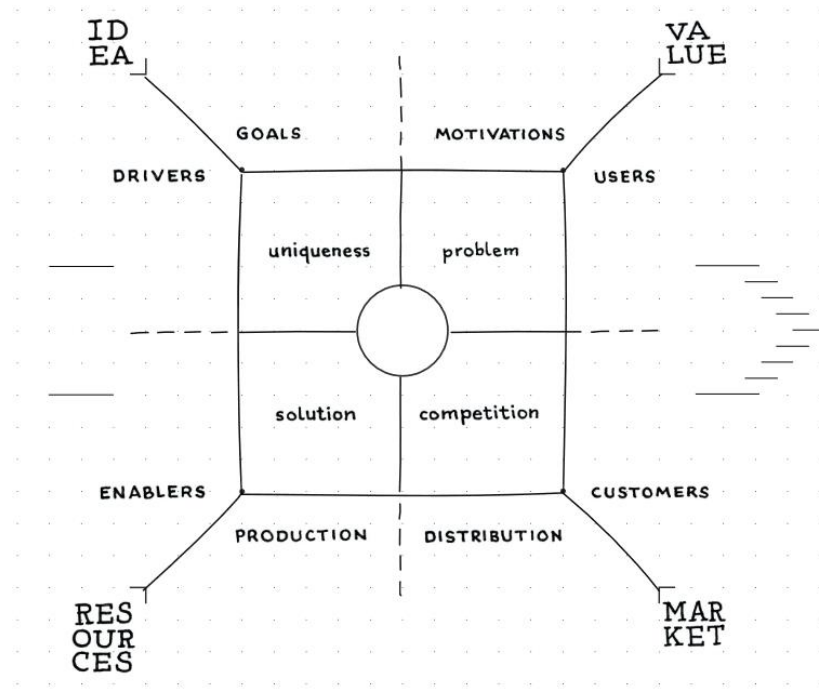 ID
EA
VA
LUE
GOALS
MOTIVATIONS
DRIVERS
USERS
uniqueness
problem
solution
competition
ENABLERS
CUSTOMERS
PRODUCTION
DISTRIBUTION
RES
OUR
CES
MAR
KET